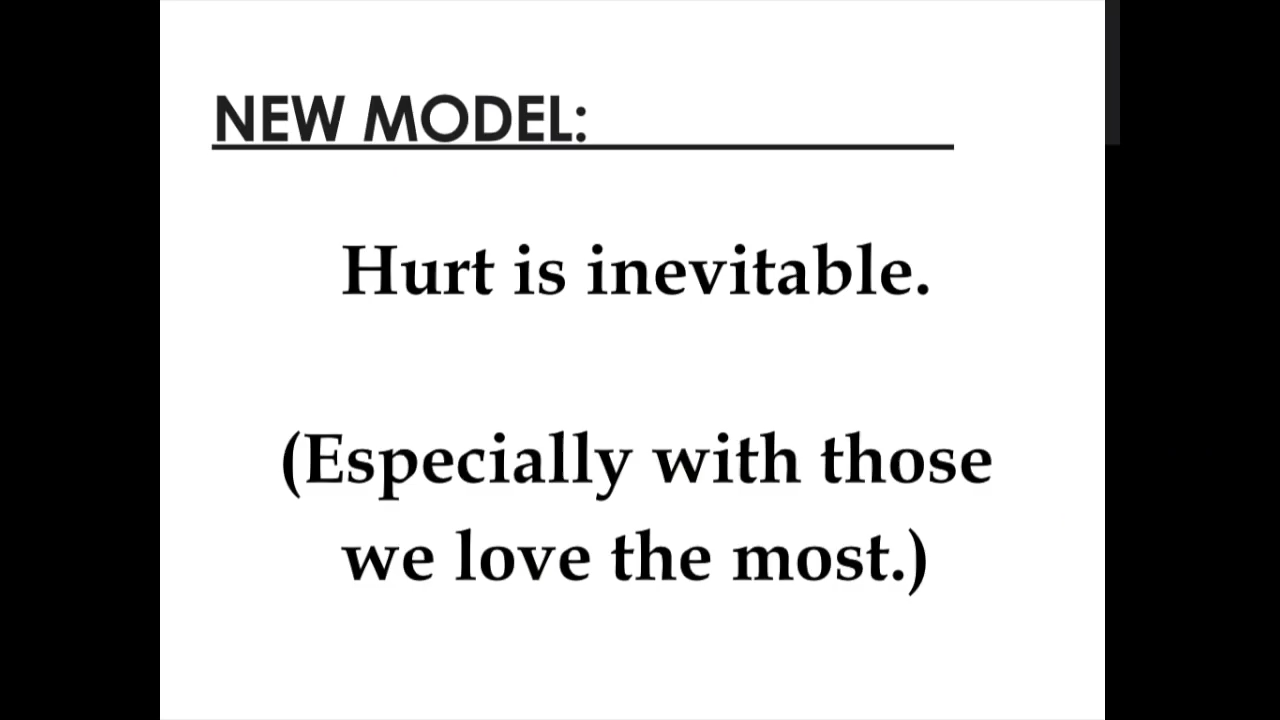 NEW MODEL:
Hurt is inevitable.
(Especially with those
we love the most.)